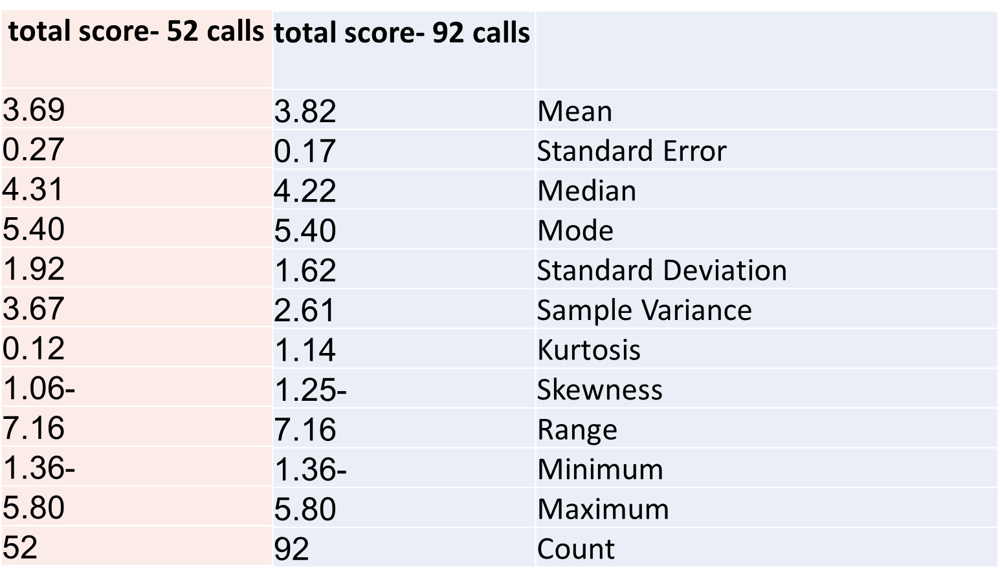 total score- 52 calls total score- 92 calls
3.69 3.82 Mean
0.27 0.17 Standard Error
4.31 4.22 Median
5.40 5.40 Mode
1.92 1.62 Standard Deviation
3.67 2.61 Sample Variance
0.12 1.14 Kurtosis
1.06- 1.25- Skewness
7.16 7.16 Range
1.36- 1.36- Minimum
5.80 5.80 Maximum
52 92 Count